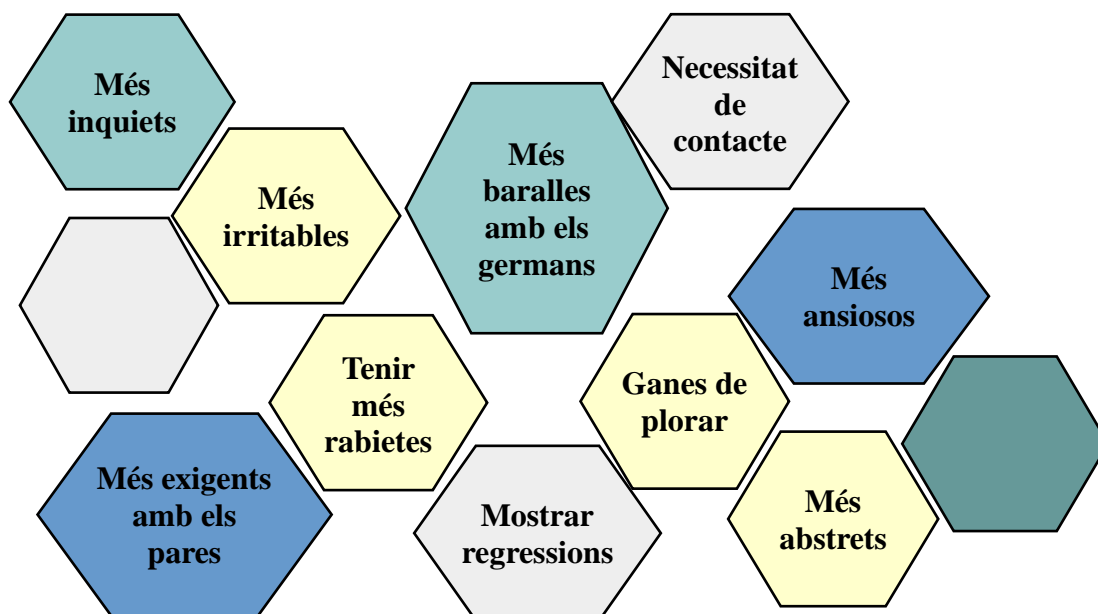 Més
inquiets
Necessitat
de
contacte
Més
baralles
amb els
germans
Més
irritables
Més
ansiosos
Tenir
més
rabietes
Ganes de
plorar
Més exigents
amb els
pares
Mostrar
regressions
Més
abstrets